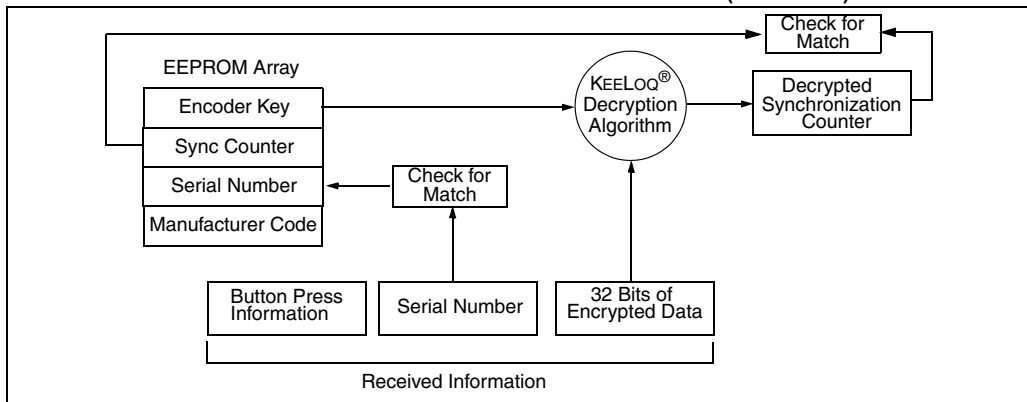 Check for
Match
EEPROM Array
Encoder Key
Sync Counter
Serial Number
Manufacturer Code
KEELOQ®
Decryption
Algorithm
Decrypted
Synchronization
Counter
Check for
Match
Button Press
Information
Serial Number
32 Bits of
Encrypted Data
Received Information